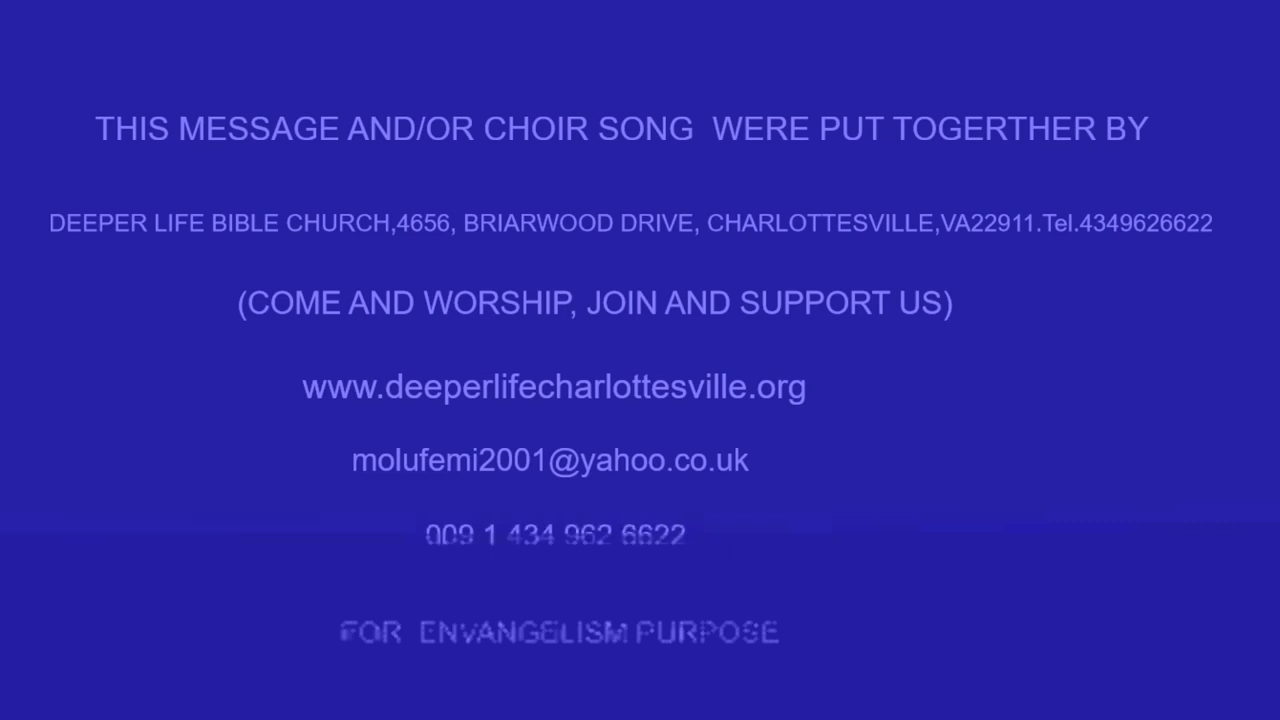 THIS MESSAGE AND/OR CHOIR SONG  WERE PUT TOGERTHER BY
DEEPER LIFE BIBLE CHURCH,4656, BRIARWOOD DRIVE, CHARLOTTESVILLE,VA22911.Tel.4349626622
(COME AND WORSHIP, JOIN AND SUPPORT US)
www.deeperlifecharlottesville.org
molufemi2001@yahoo.co.uk
009 1 434 962 6622
FOR  ENVANGELISM PURPOSE